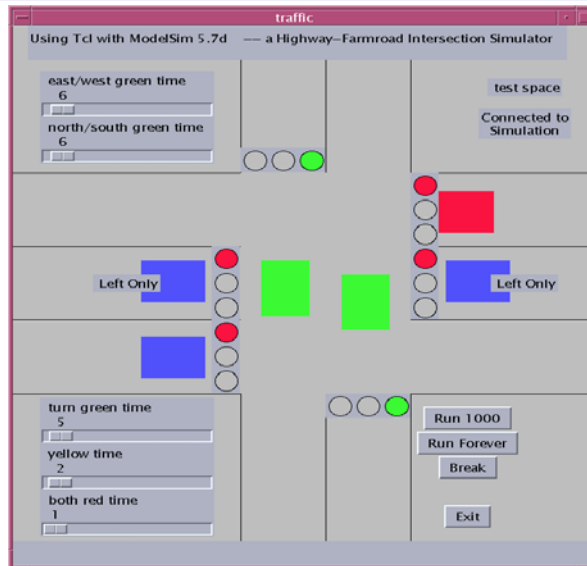 traffic
Using Tcl with ModelSim 5.7d —— a Highway–Farmroad Intersection Simulator
east/west green time
6
north/south green time
6
test space
Connected to
Simulation
Left Only
Left Only
turn green time
5
yellow time
2
both red time
1
Run 1000
Run Forever
Break
Exit